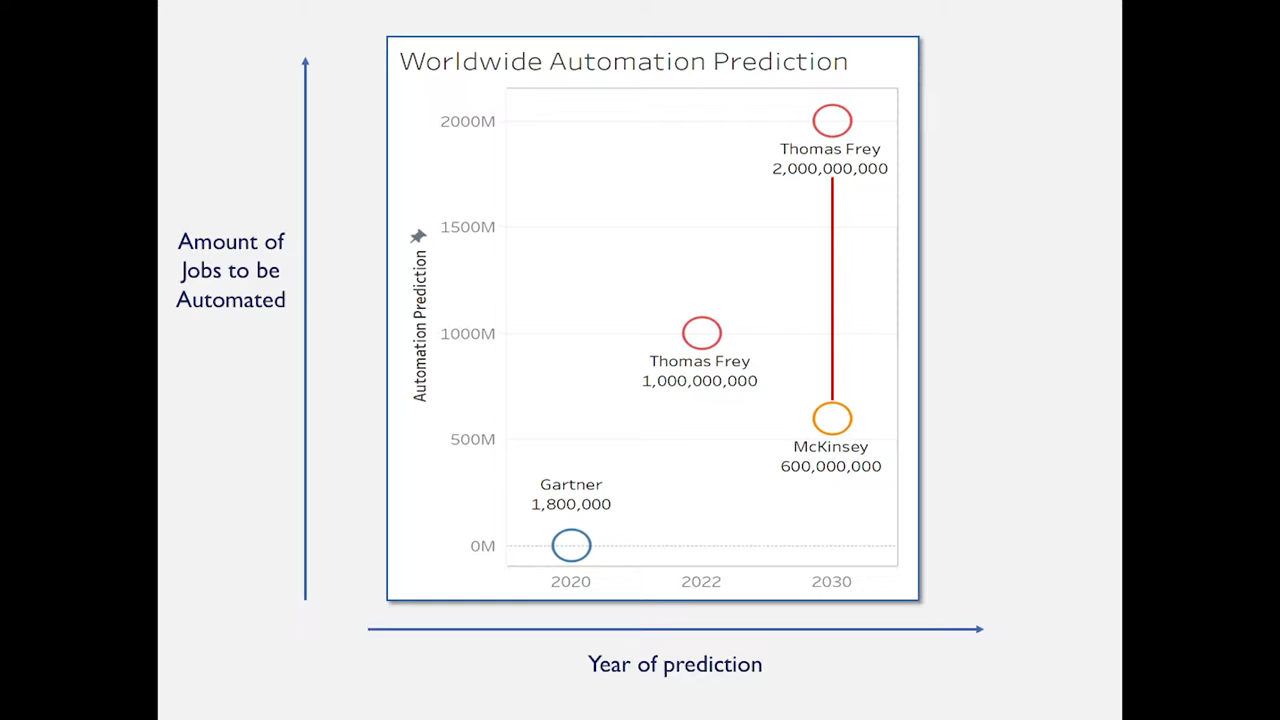 Worldwide Automation Prediction
2000M
Thomas Frey
2,000,000,000
1500M
Amount of
Jobs to be
Automated
Automation Prediction
1000M
Thomas Frey
1,000,000,000
500M
McKinsey
600,000,000
Gartner
1,800,000
0M
2020
2022
2030
Year of prediction